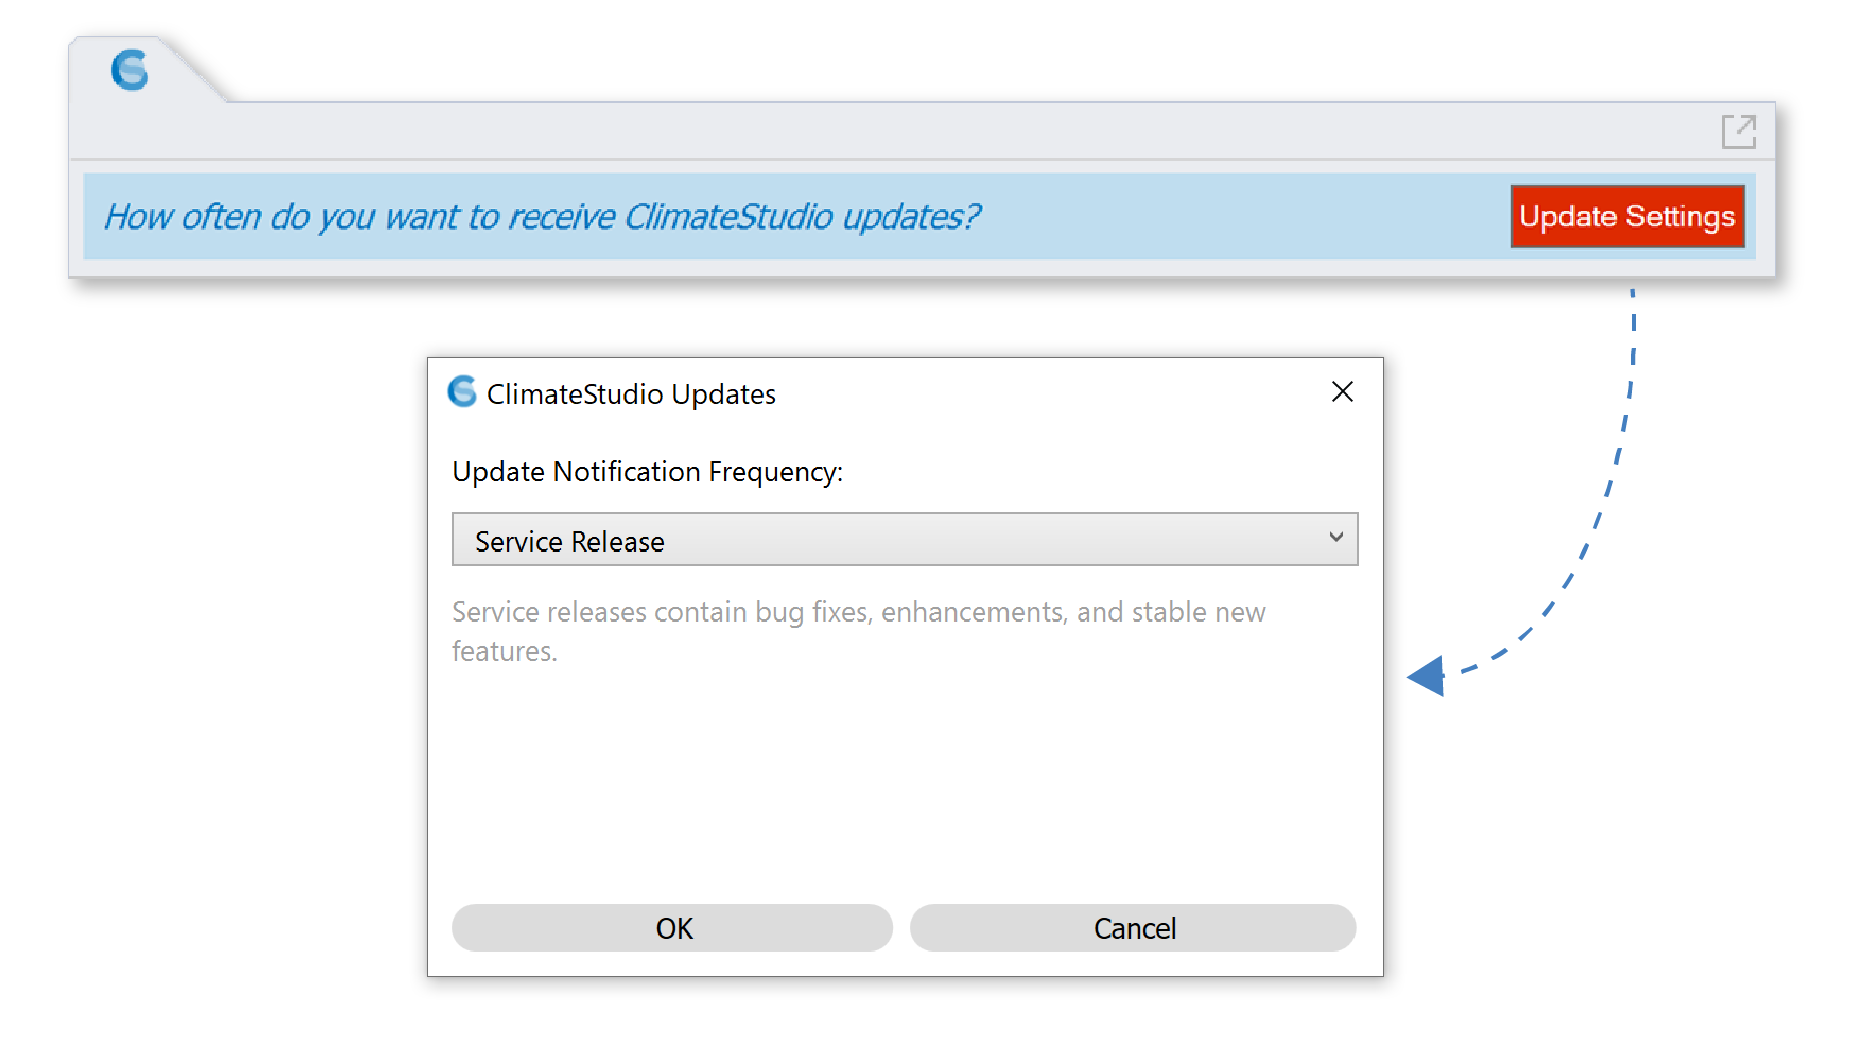 How often do you want to receive ClimateStudio updates?
Update Settings
ClimateStudio Updates
Update Notification Frequency:
Service Release
Service releases contain bug fixes, enhancements, and stable new
features.
OK
Cancel